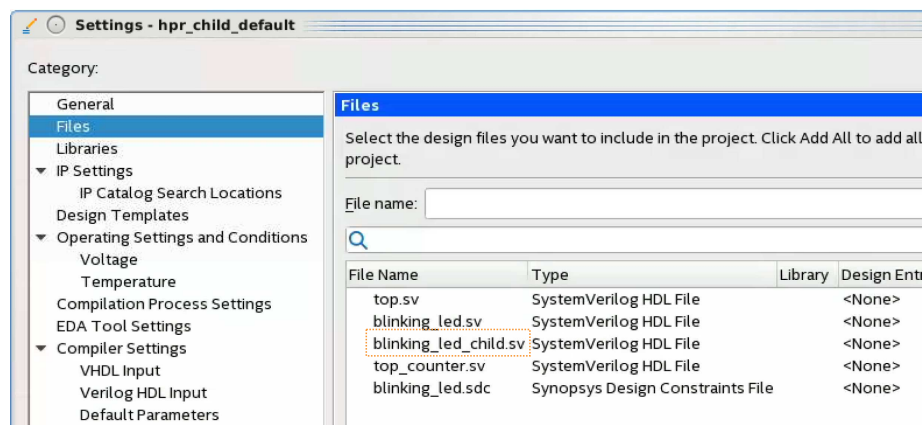 Settings - hpr_child_default
Category:
General
Files
Libraries
IP Settings
IP Catalog Search Locations
Design Templates
Operating Settings and Conditions
Voltage
Temperature
Compilation Process Settings
EDA Tool Settings
Compiler Settings
VHDL Input
Verilog HDL Input
Default Parameters
Files
Select the design files you want to include in the project. Click Add All to add all
project.
File name:
File Name Type Library Design Entr
top.sv SystemVerilog HDL File <None>
blinking_led.sv SystemVerilog HDL File <None>
blinking_led_child.sv SystemVerilog HDL File <None>
top_counter.sv SystemVerilog HDL File <None>
blinking_led.sdc Synopsys Design Constraints File <None>